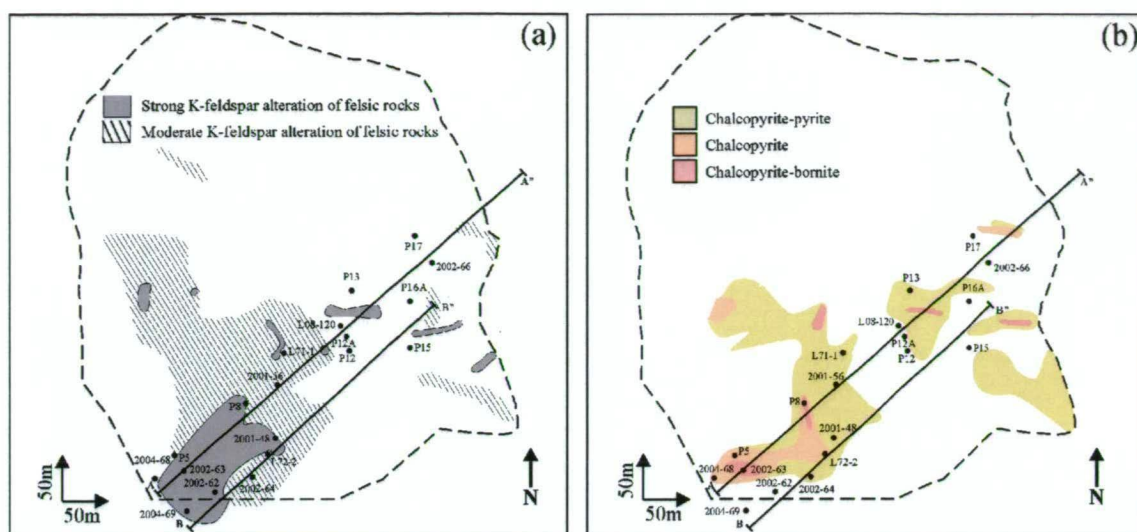 (a)
Strong K-feldspar alteration of felsic rocks
Moderate K-feldspar alteration of felsic rocks
A"
P17
2002-66
P13
P16A
B"
L08-120
P12A
P12
P15
L71-1
2001-56
P8
2001-48
P5
L72-2
2004-68
2002-63
2002-62
2002-64
2004-69
B
50m
50m
N
(b)
Chalcopyrite-pyrite
Chalcopyrite
Chalcopyrite-bornite
A"
P17
2002-66
P13
P16A
B"
L08-120
P12A
P12
P15
L71-1
2001-56
P8
2001-48
P5
L72-2
2004-68
2002-63
2002-62
2002-64
2004-69
B
50m
50m
N